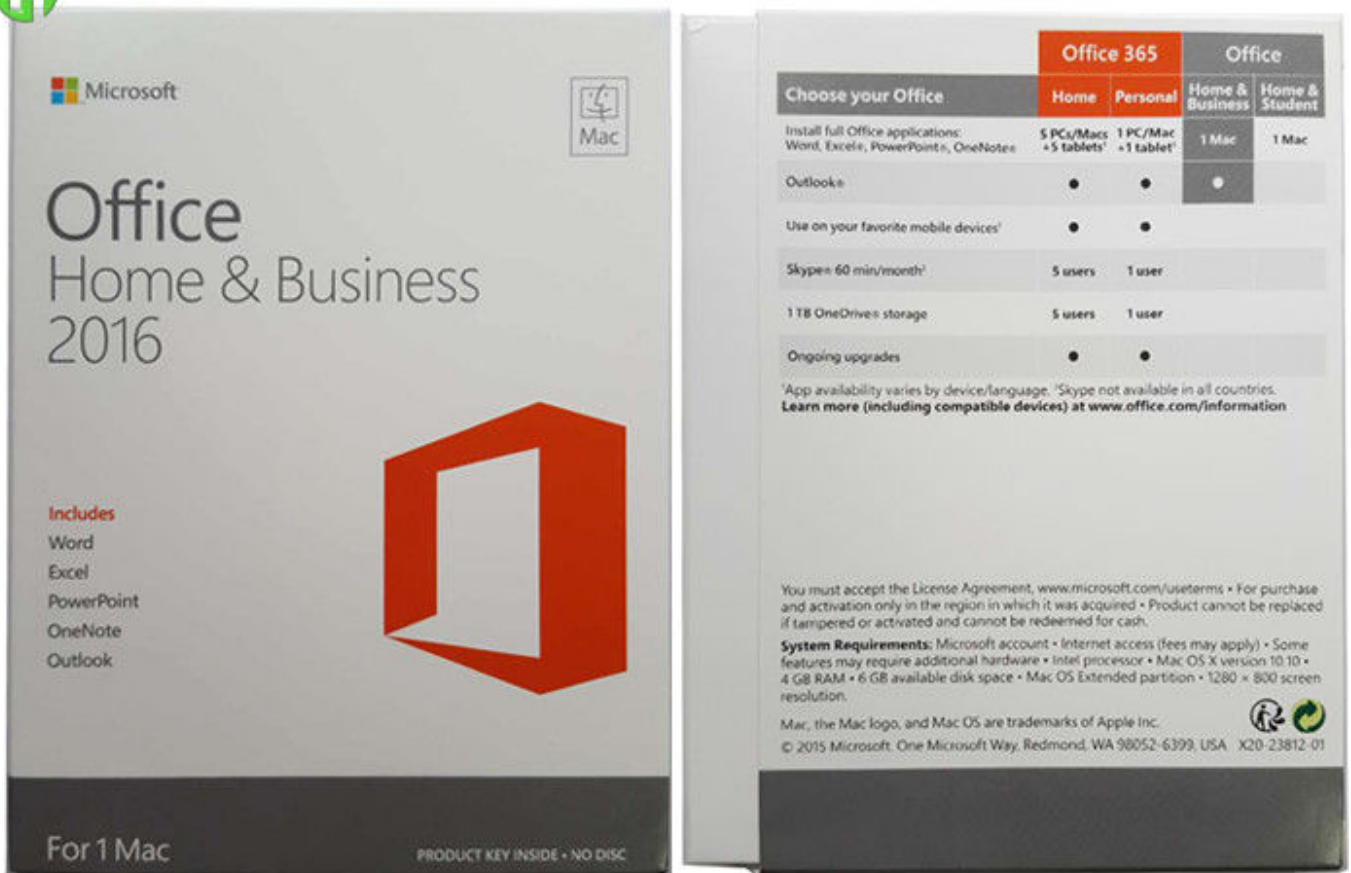 Microsoft
Mac
Office
Home & Business
2016
Includes
Word
Excel
PowerPoint
OneNote
Outlook
For 1 Mac
PRODUCT KEY INSIDE • NO DISC
Office 365 Office
Choose your Office Home Personal Home & Business Home & Student
Install full Office applications: Word, Excel®, PowerPoint®, OneNote® 5 PCs/Macs +5 tablets¹ 1 PC/Mac +1 tablet¹ 1 Mac 1 Mac
Outlook® ● ● ●
Use on your favorite mobile devices¹ ● ●
Skype® 60 min/month² 5 users 1 user
1 TB OneDrive® storage 5 users 1 user
Ongoing upgrades ● ●
¹App availability varies by device/language. ²Skype not available in all countries.
Learn more (including compatible devices) at www.office.com/information
You must accept the License Agreement, www.microsoft.com/useterms • For purchase
and activation only in the region in which it was acquired • Product cannot be replaced
if tampered or activated and cannot be redeemed for cash.
System Requirements: Microsoft account • Internet access (fees may apply) • Some
features may require additional hardware • Intel processor • Mac OS X version 10.10 •
4 GB RAM • 6 GB available disk space • Mac OS Extended partition • 1280 × 800 screen
resolution.
Mac, the Mac logo, and Mac OS are trademarks of Apple Inc.
© 2015 Microsoft. One Microsoft Way, Redmond, WA 98052-6399, USA X20-23812-01